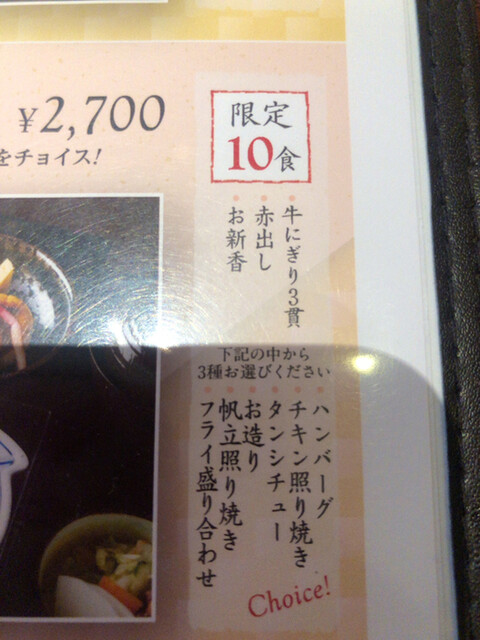 ¥2,700
をチョイス!
限定
10食
牛にぎり3貫
赤出し
お新香
下記の中から
3種お選びください
ハンバーグ
チキン照り焼き
タンシチュー
お造り
帆立照り焼き
フライ盛り合わせ
Choice!